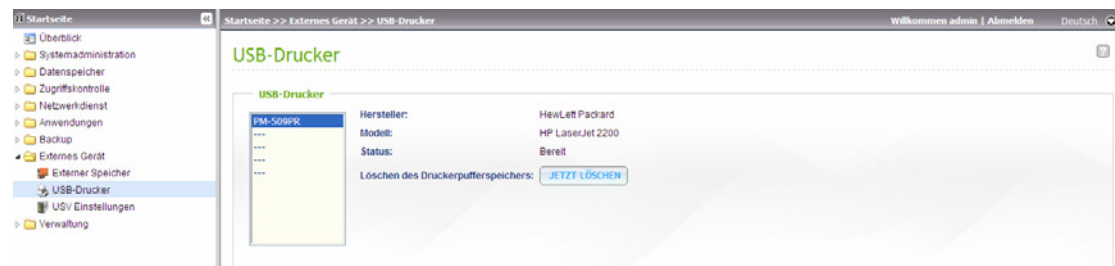 Startseite
Startseite >> Externes Gerät >> USB-Drucker
Willkommen admin | Abmelden
Deutsch
Überblick
Systemadministration
Datenspeicher
Zugriffskontrolle
Netzwerkdienst
Anwendungen
Backup
Externes Gerät
Externer Speicher
USB-Drucker
USV Einstellungen
Verwaltung
USB-Drucker
USB-Drucker
PM-509PR
---
---
---
---
Hersteller: HewLett Packard
Modell: HP LaserJet 2200
Status: Bereit
Löschen des Druckerpufferspeichers: JETZT LÖSCHEN